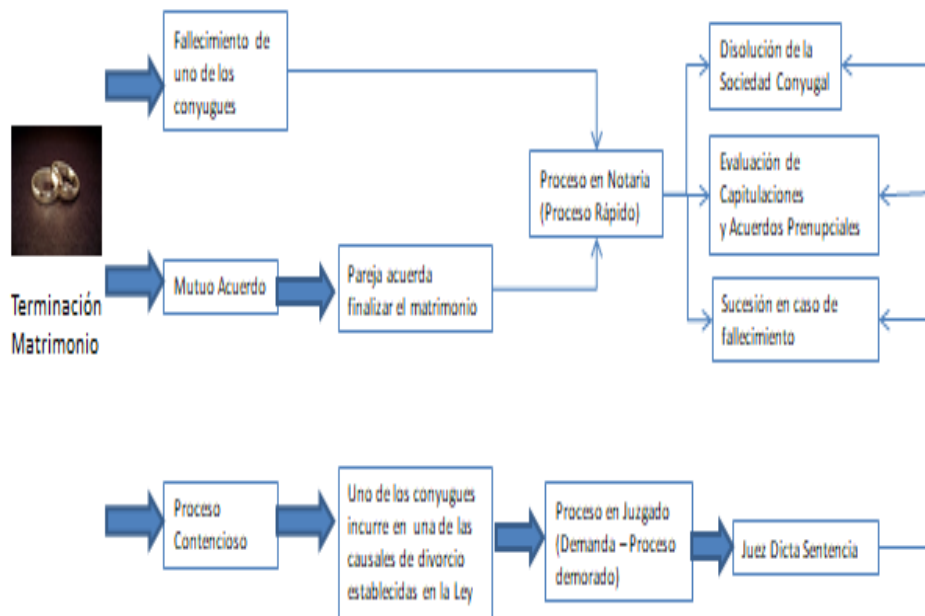 Fallecimiento de
uno de los
conyugues
Disolución de la
Sociedad Conyugal
Proceso en Notaria
(Proceso Rápido)
Evaluación de
Capitulaciones
y Acuerdos Prenupciales
Terminación
Matrimonio
Mutuo Acuerdo
Pareja acuerda
finalizar el matrimonio
Sucesión en caso de
fallecimiento
Proceso
Contencioso
Uno de los conyugues
incurre en una de las
causales de divorcio
establecidas en la Ley
Proceso en Juzgado
(Demanda – Proceso
demorado)
Juez Dicta Sentencia